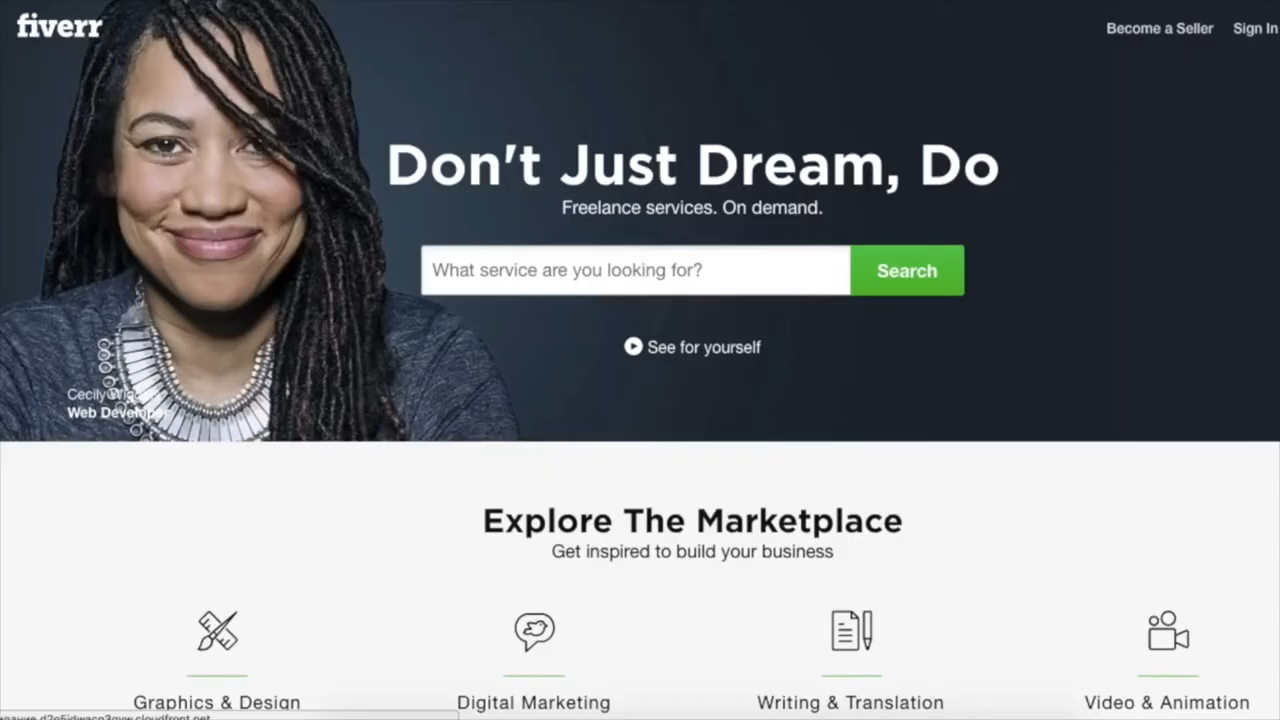 fiverr
Become a Seller
Sign In
Don't Just Dream, Do
Freelance services. On demand.
What service are you looking for?
Search
See for yourself
Cecily
Web Developer
Explore The Marketplace
Get inspired to build your business
Graphics & Design
Digital Marketing
Writing & Translation
Video & Animation